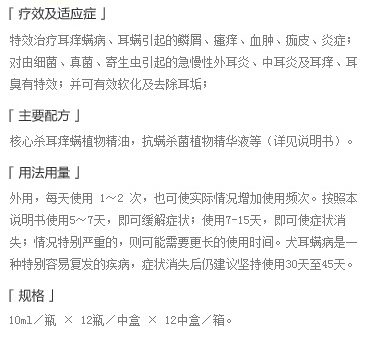 「 疗效及适应症 」
特效治疗耳痒螨病、耳螨引起的鳞屑、瘙痒、血肿、痂皮、炎症；
对由细菌、真菌、寄生虫引起的急慢性外耳炎、中耳炎及耳痒、耳
臭有特效；并可有效软化及去除耳垢；
「 主要配方 」
核心杀耳痒螨植物精油，抗螨杀菌植物精华液等（详见说明书）。
「 用法用量 」
外用，每天使用 1～2 次，也可使实际情况增加使用频次。按照本
说明书使用5～7天，即可缓解症状；使用7-15天，即可使症状消
失；情况特别严重的，则可能需要更长的使用时间。犬耳螨病是一
种特别容易复发的疾病，症状消失后仍建议坚持使用30天至45天。
「 规格 」
10ml／瓶 × 12瓶／中盒 × 12中盒／箱。